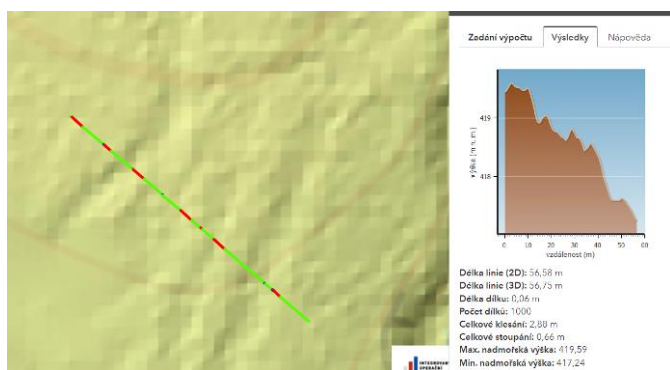 Zadání výpočtu Výsledky Nápověda
výška (m n. m.)
419
418
0 10 20 30 40 50 60
vzdálenost (m)
Délka linie (2D): 56,58 m
Délka linie (3D): 56,75 m
Délka dílku: 0,06 m
Počet dílků: 1000
Celkové klesání: 2,88 m
Celkové stoupání: 0,66 m
Max. nadmořská výška: 419,59
Min. nadmořská výška: 417,24
INTEGROVANÝ
OPERAČNÍ